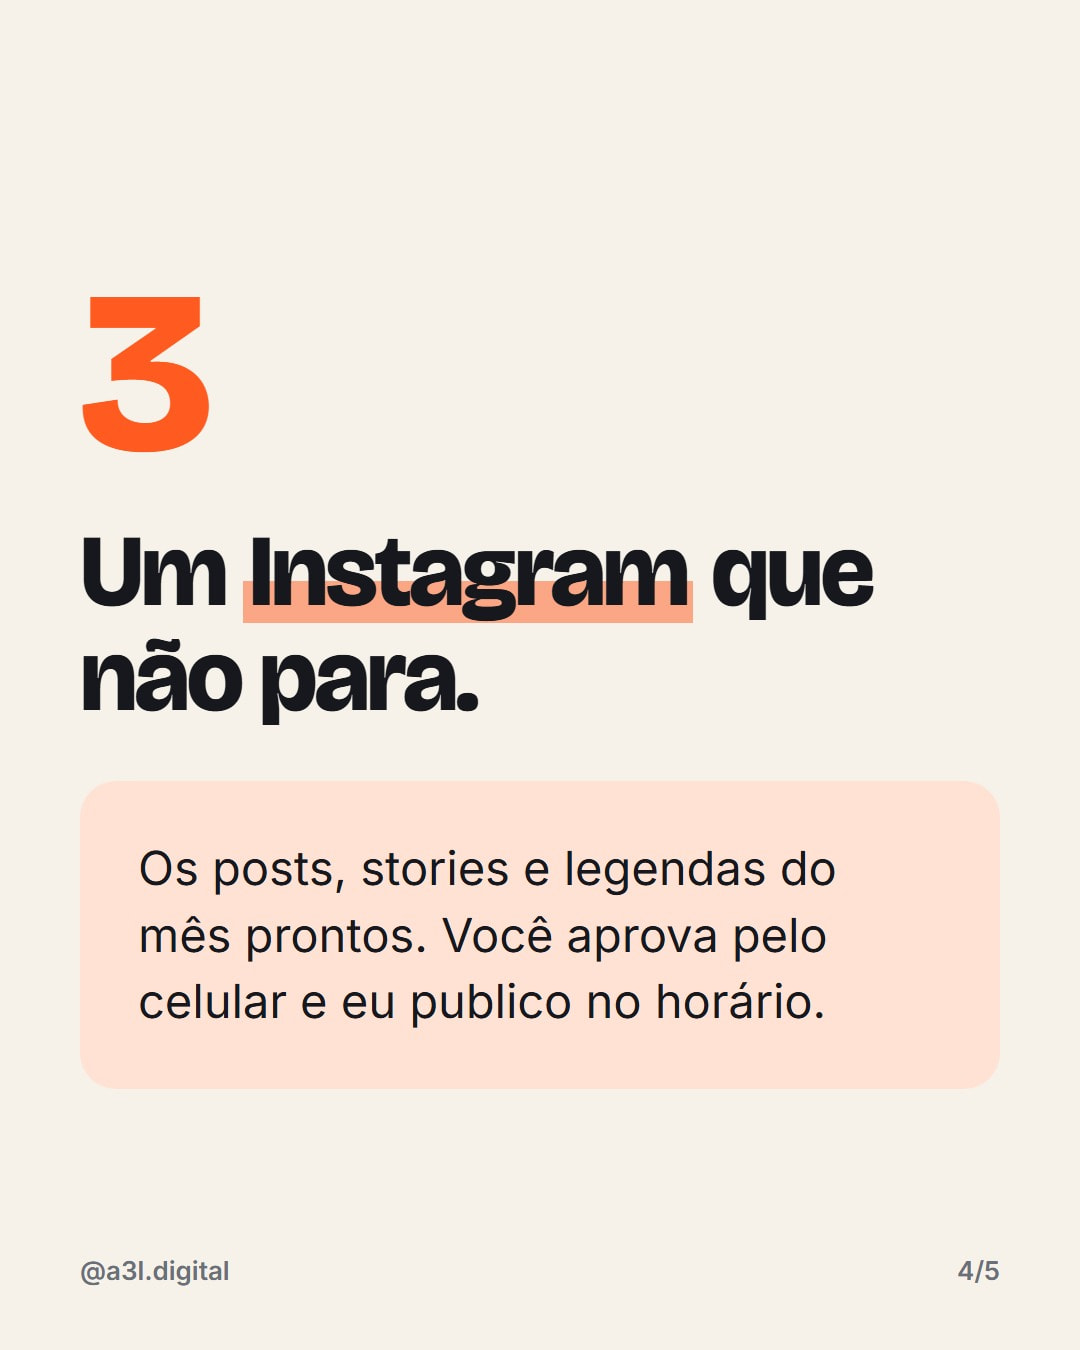 3
Um Instagram que
não para.
Os posts, stories e legendas do
mês prontos. Você aprova pelo
celular e eu publico no horário.
@a3l.digital
4/5